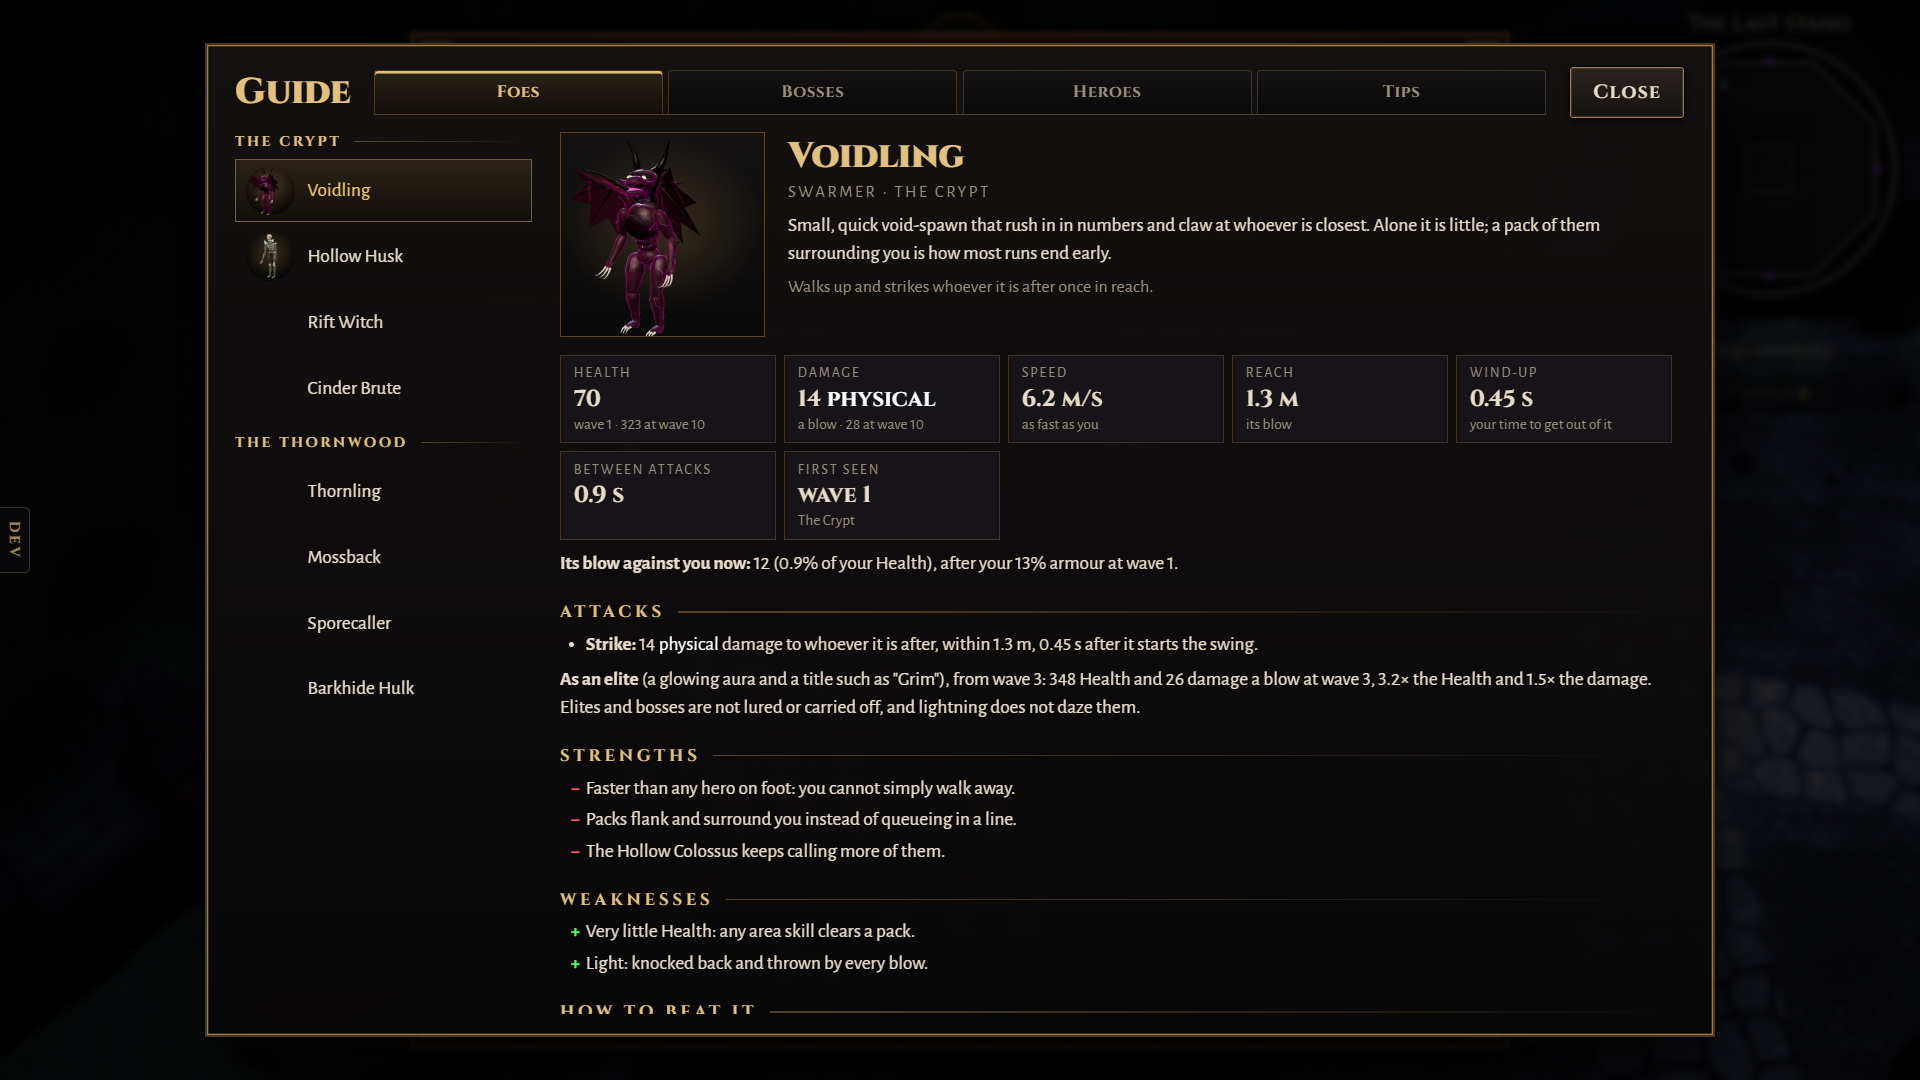 THE LAST STAND
GUIDE
FOES
BOSSES
HEROES
TIPS
CLOSE
THE CRYPT
Voidling
Hollow Husk
Rift Witch
Cinder Brute
THE THORNWOOD
Thornling
Mossback
Sporecaller
Barkhide Hulk
DEV
VOIDLING
SWARMER · THE CRYPT
Small, quick void-spawn that rush in in numbers and claw at whoever is closest. Alone it is little; a pack of them
surrounding you is how most runs end early.
Walks up and strikes whoever it is after once in reach.
HEALTH
70
wave 1 · 323 at wave 10
DAMAGE
14 PHYSICAL
a blow · 28 at wave 10
SPEED
6.2 M/S
as fast as you
REACH
1.3 M
its blow
WIND-UP
0.45 S
your time to get out of it
BETWEEN ATTACKS
0.9 S
FIRST SEEN
WAVE 1
The Crypt
Its blow against you now: 12 (0.9% of your Health), after your 13% armour at wave 1.
ATTACKS
• Strike: 14 physical damage to whoever it is after, within 1.3 m, 0.45 s after it starts the swing.
As an elite (a glowing aura and a title such as "Grim"), from wave 3: 348 Health and 26 damage a blow at wave 3, 3.2× the Health and 1.5× the damage.
Elites and bosses are not lured or carried off, and lightning does not daze them.
STRENGTHS
– Faster than any hero on foot: you cannot simply walk away.
– Packs flank and surround you instead of queueing in a line.
– The Hollow Colossus keeps calling more of them.
WEAKNESSES
+ Very little Health: any area skill clears a pack.
+ Light: knocked back and thrown by every blow.
HOW TO BEAT IT